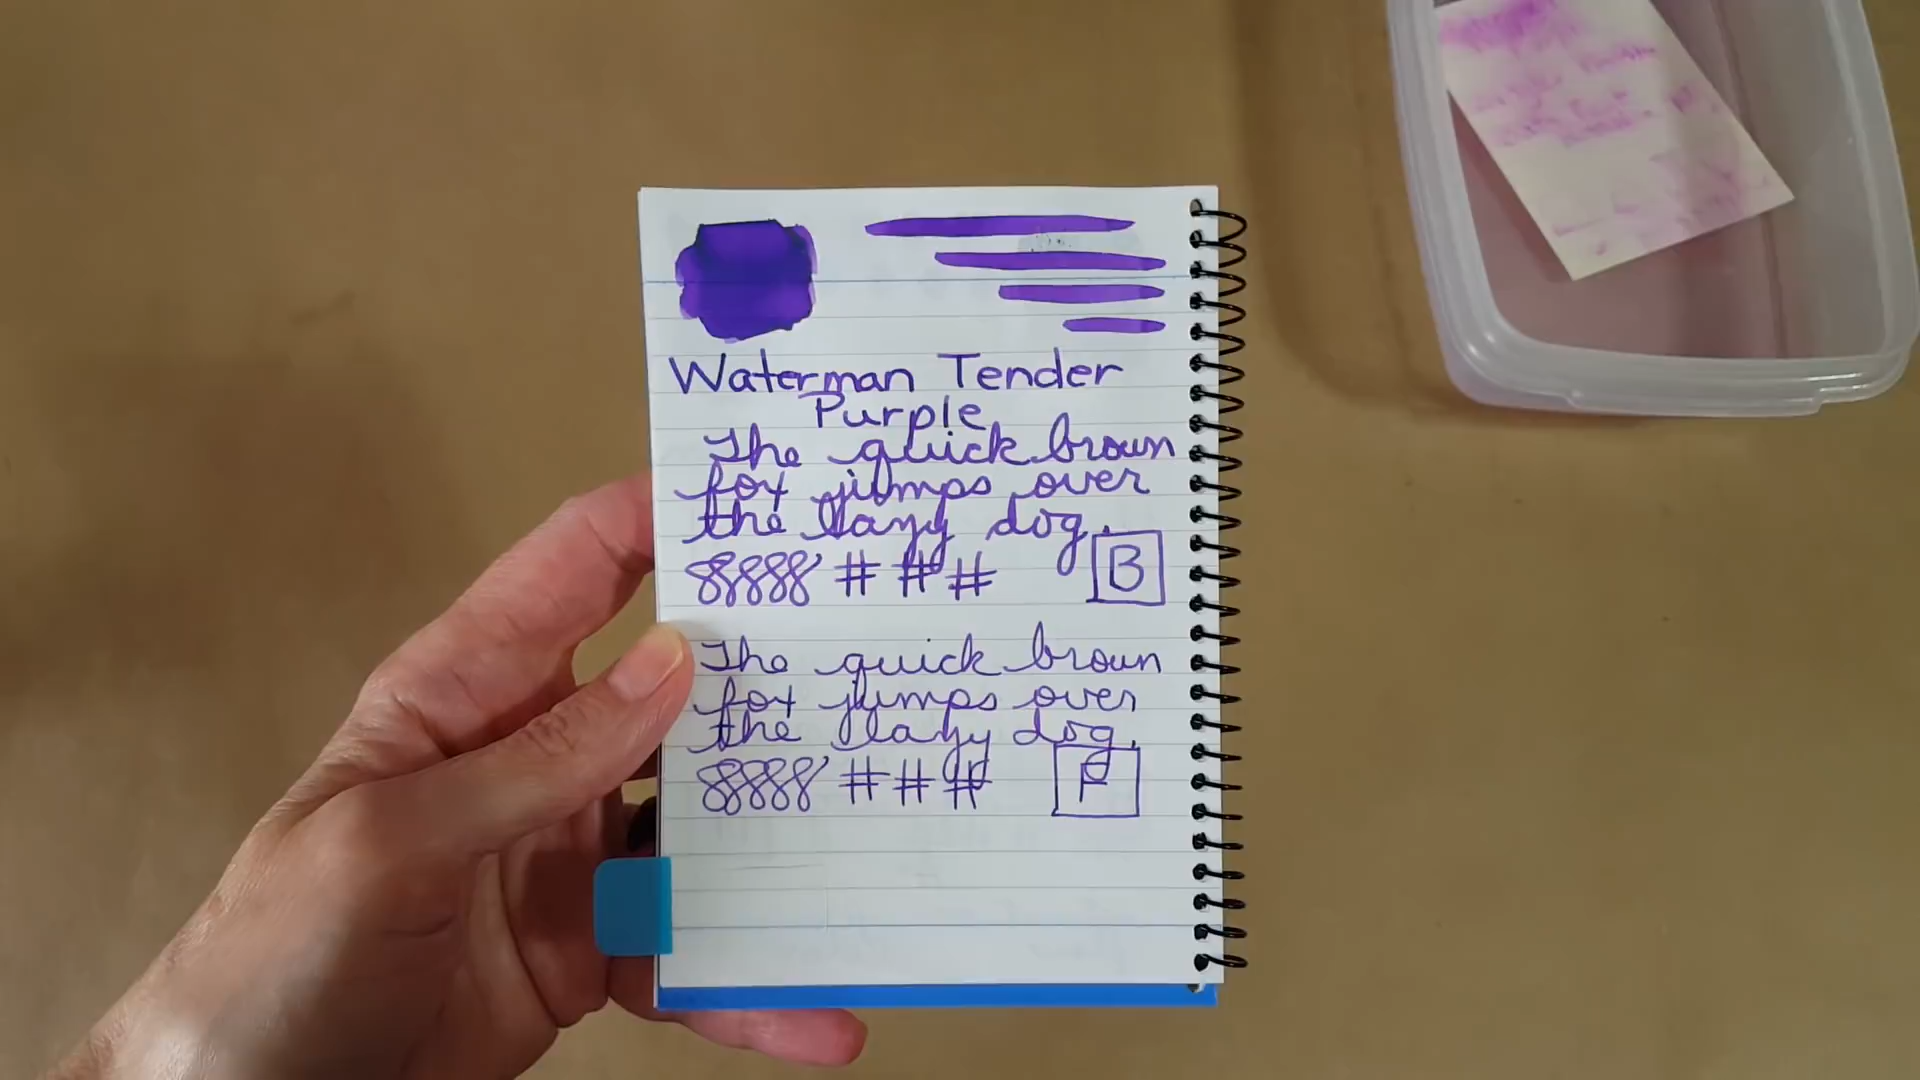 Waterman Tender
Purple
The quick brown
fox jumps over
the lazy dog.
88888 # # #
B
The quick brown
fox jumps over
the lazy dog.
88888 # # #
F